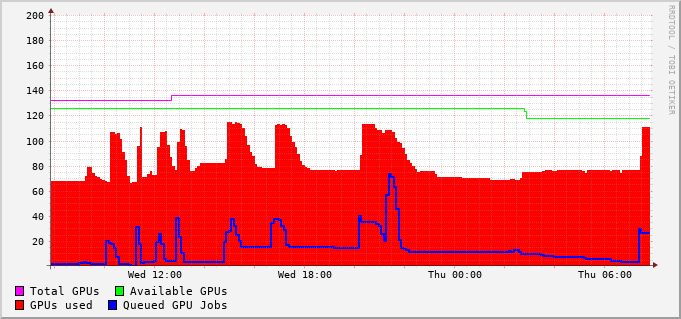 200
180
160
140
120
100
80
60
40
20
Wed 12:00 Wed 18:00 Thu 00:00 Thu 06:00
Total GPUs Available GPUs
GPUs used Queued GPU Jobs
RRDTOOL / TOBI OETIKER